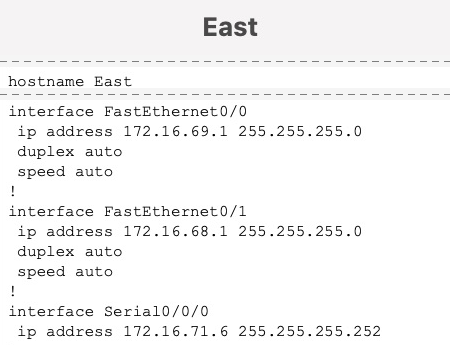 East
hostname East
interface FastEthernet0/0
ip address 172.16.69.1 255.255.255.0
duplex auto
speed auto
!
interface FastEthernet0/1
ip address 172.16.68.1 255.255.255.0
duplex auto
speed auto
!
interface Serial0/0/0
ip address 172.16.71.6 255.255.255.252